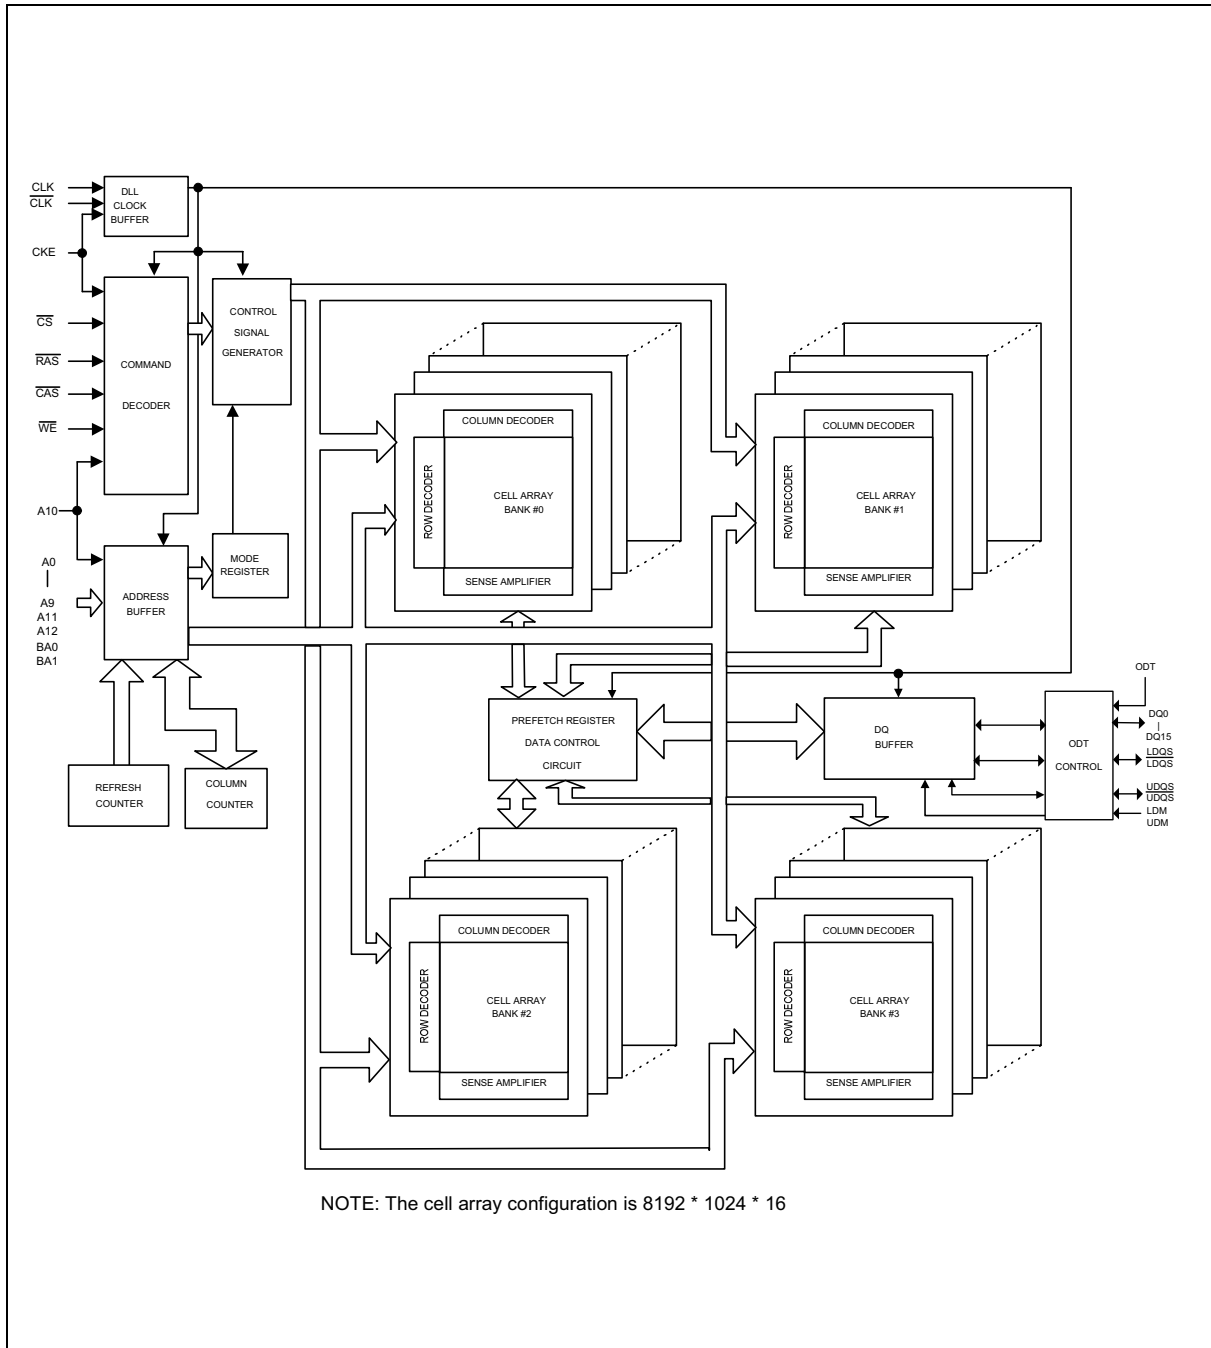 CLK
CLK
CKE
CS
RAS
CAS
WE
A10
A0
A9
A11
A12
BA0
BA1
DLL
CLOCK
BUFFER
COMMAND
DECODER
CONTROL
SIGNAL
GENERATOR
MODE
REGISTER
ADDRESS
BUFFER
REFRESH
COUNTER
COLUMN
COUNTER
COLUMN DECODER
ROW DECODER
CELL ARRAY
BANK #0
SENSE AMPLIFIER
COLUMN DECODER
ROW DECODER
CELL ARRAY
BANK #1
SENSE AMPLIFIER
PREFETCH REGISTER
DATA CONTROL
CIRCUIT
DQ
BUFFER
ODT
CONTROL
ODT
DQ0
|
DQ15
LDQS
LDQS
UDQS
UDQS
LDM
UDM
COLUMN DECODER
ROW DECODER
CELL ARRAY
BANK #2
SENSE AMPLIFIER
COLUMN DECODER
ROW DECODER
CELL ARRAY
BANK #3
SENSE AMPLIFIER
NOTE: The cell array configuration is 8192 * 1024 * 16